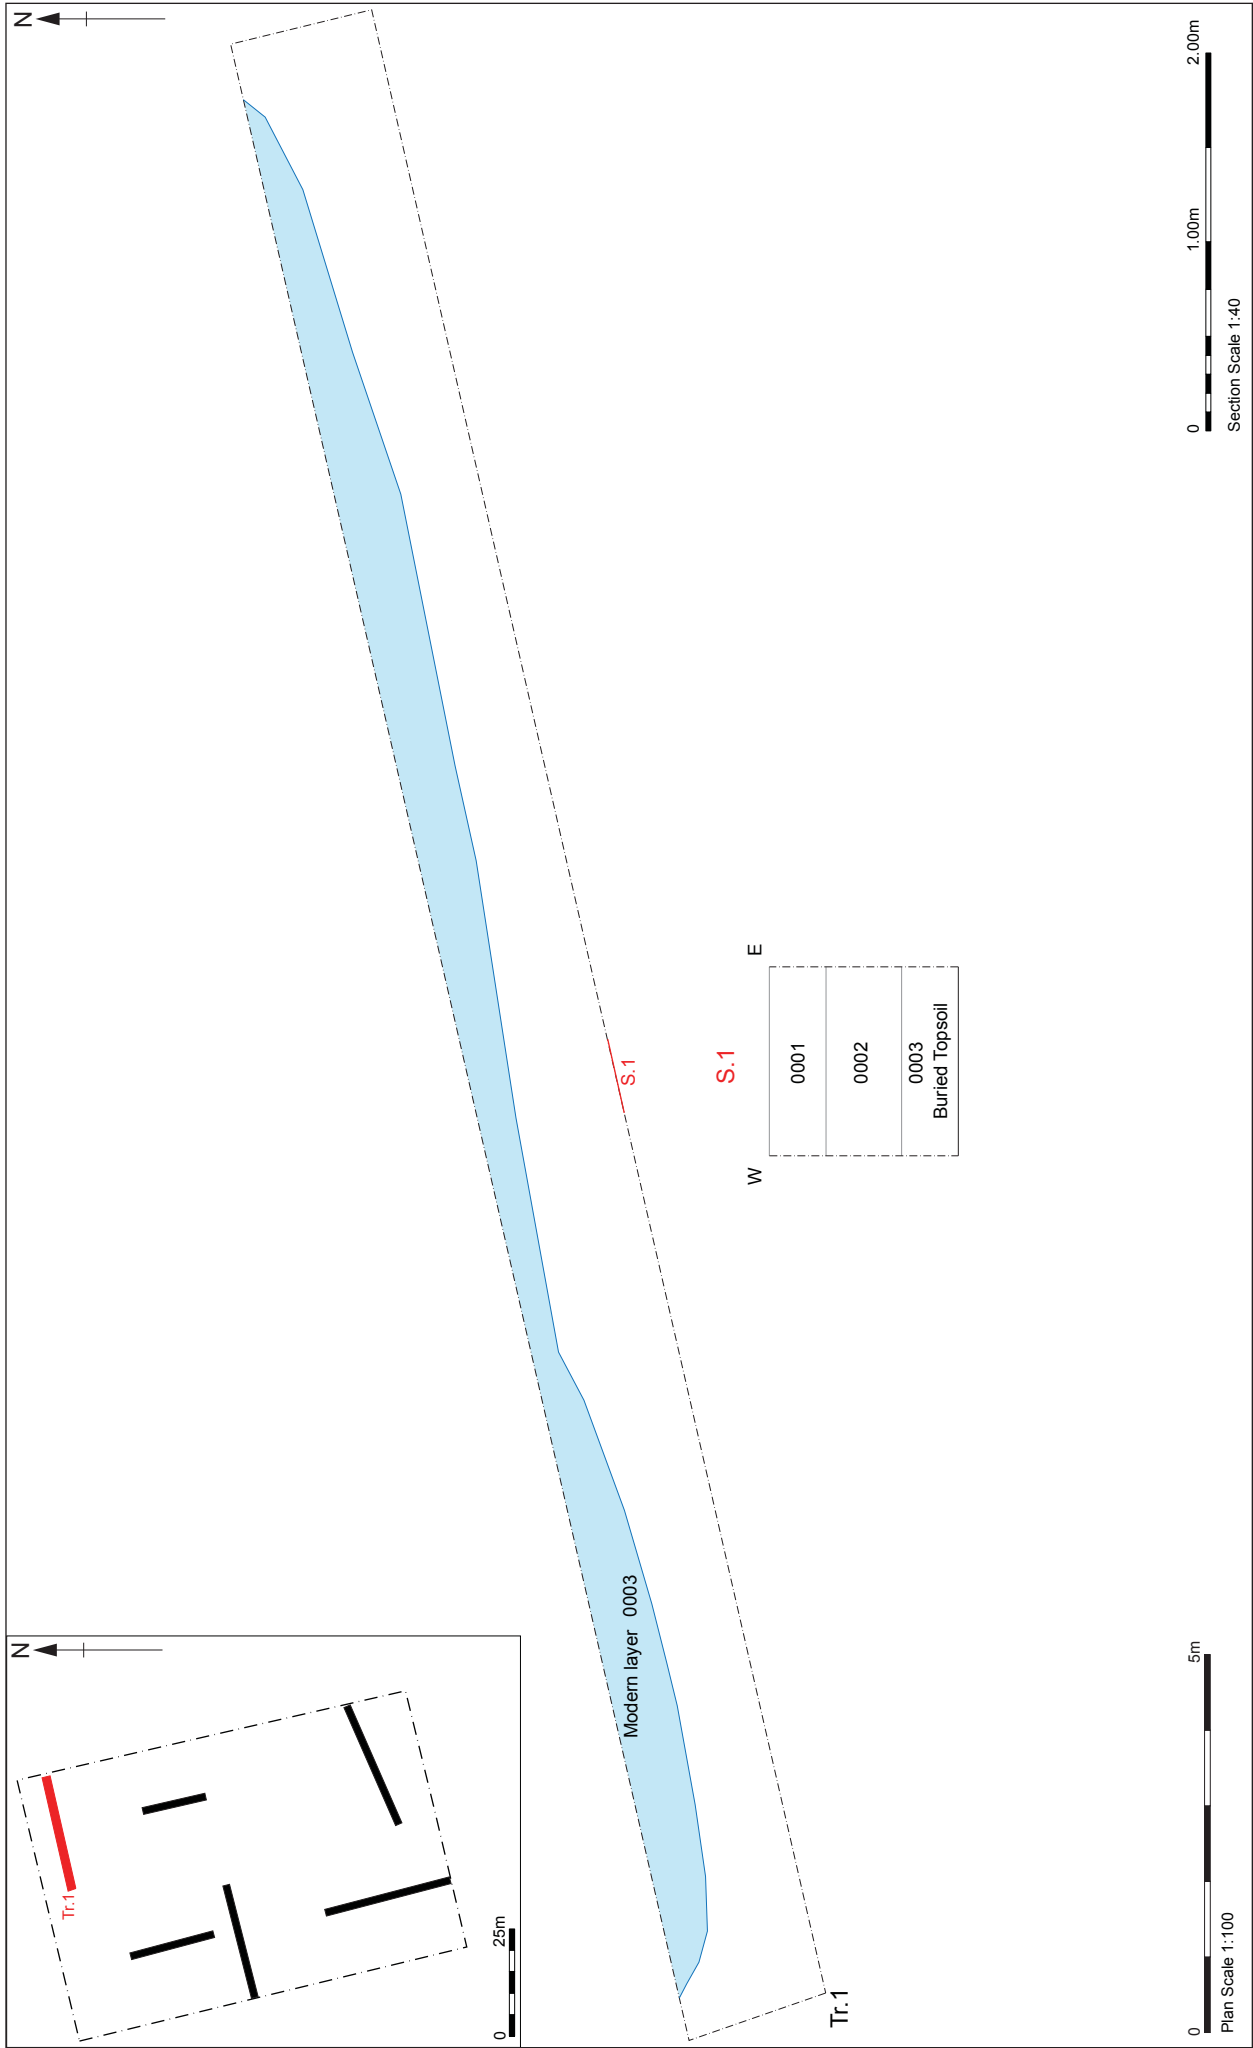 N
Tr.1
0
25m
N
Modern layer 0003
S.1
Tr.1
S.1
W
E
0001
0002
0003
Buried Topsoil
0
5m
Plan Scale 1:100
0
1.00m
2.00m
Section Scale 1:40